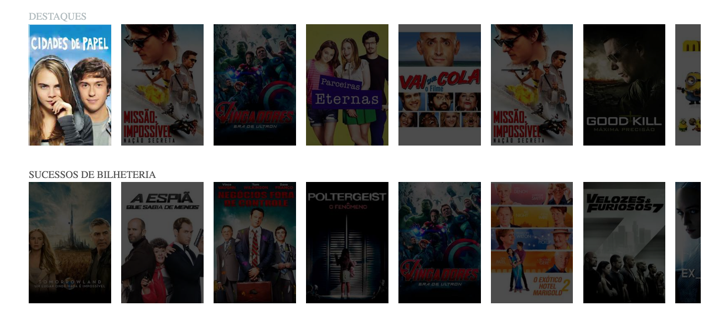 DESTAQUES
CIDADES DE PAPEL
MISSÃO:
IMPOSSÍVEL
NAÇÃO SECRETA
VINGADORES
ERA DE ULTRON
Parceiras
Eternas
VAI QUE COLA
o Filme
MISSÃO:
IMPOSSÍVEL
NAÇÃO SECRETA
GOOD KILL
MÁXIMA PRECISÃO
SUCESSOS DE BILHETERIA
TOMORROWLAND
A ESPIÃ
QUE SABIA DE MENOS
POLTERGEIST
O FENÔMENO
VINGADORES
ERA DE ULTRON
O EXÓTICO
HOTEL
MARIGOLD 2
VELOZES &
FURIOSOS 7
EX_